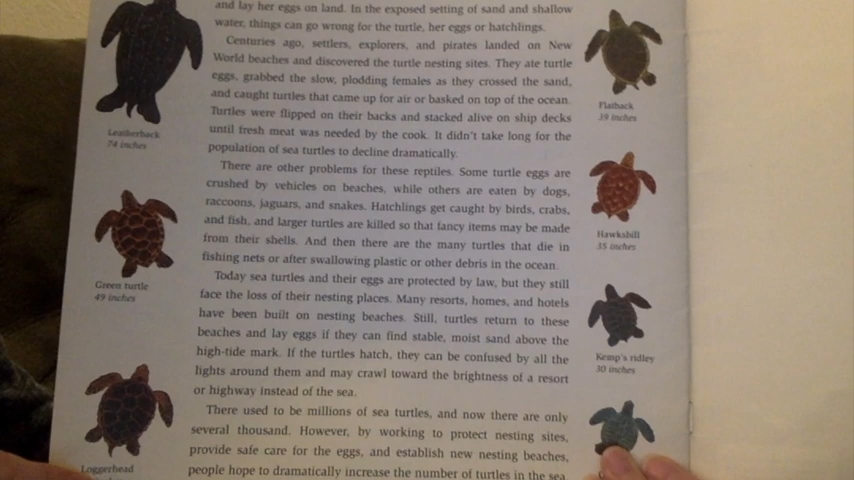 and lay her eggs on land. In the exposed setting of sand and shallow
water, things can go wrong for the turtle, her eggs or hatchlings.
Centuries ago, settlers, explorers, and pirates landed on New
World beaches and discovered the turtle nesting sites. They ate turtle
eggs, grabbed the slow, plodding females as they crossed the sand,
and caught turtles that came up for air or basked on top of the ocean.
Turtles were flipped on their backs and stacked alive on ship decks
until fresh meat was needed by the cook. It didn't take long for the
population of sea turtles to decline dramatically.
There are other problems for these reptiles. Some turtle eggs are
crushed by vehicles on beaches, while others are eaten by dogs,
raccoons, jaguars, and snakes. Hatchlings get caught by birds, crabs,
and fish, and larger turtles are killed so that fancy items may be made
from their shells. And then there are the many turtles that die in
fishing nets or after swallowing plastic or other debris in the ocean.
Today sea turtles and their eggs are protected by law, but they still
face the loss of their nesting places. Many resorts, homes, and hotels
have been built on nesting beaches. Still, turtles return to these
beaches and lay eggs if they can find stable, moist sand above the
high-tide mark. If the turtles hatch, they can be confused by all the
lights around them and may crawl toward the brightness of a resort
or highway instead of the sea.
There used to be millions of sea turtles, and now there are only
several thousand. However, by working to protect nesting sites,
provide safe care for the eggs, and establish new nesting beaches,
people hope to dramatically increase the number of turtles in the sea
Leatherback
74 inches
Green turtle
49 inches
Loggerhead
Flatback
39 inches
Hawksbill
35 inches
Kemp's ridley
30 inches